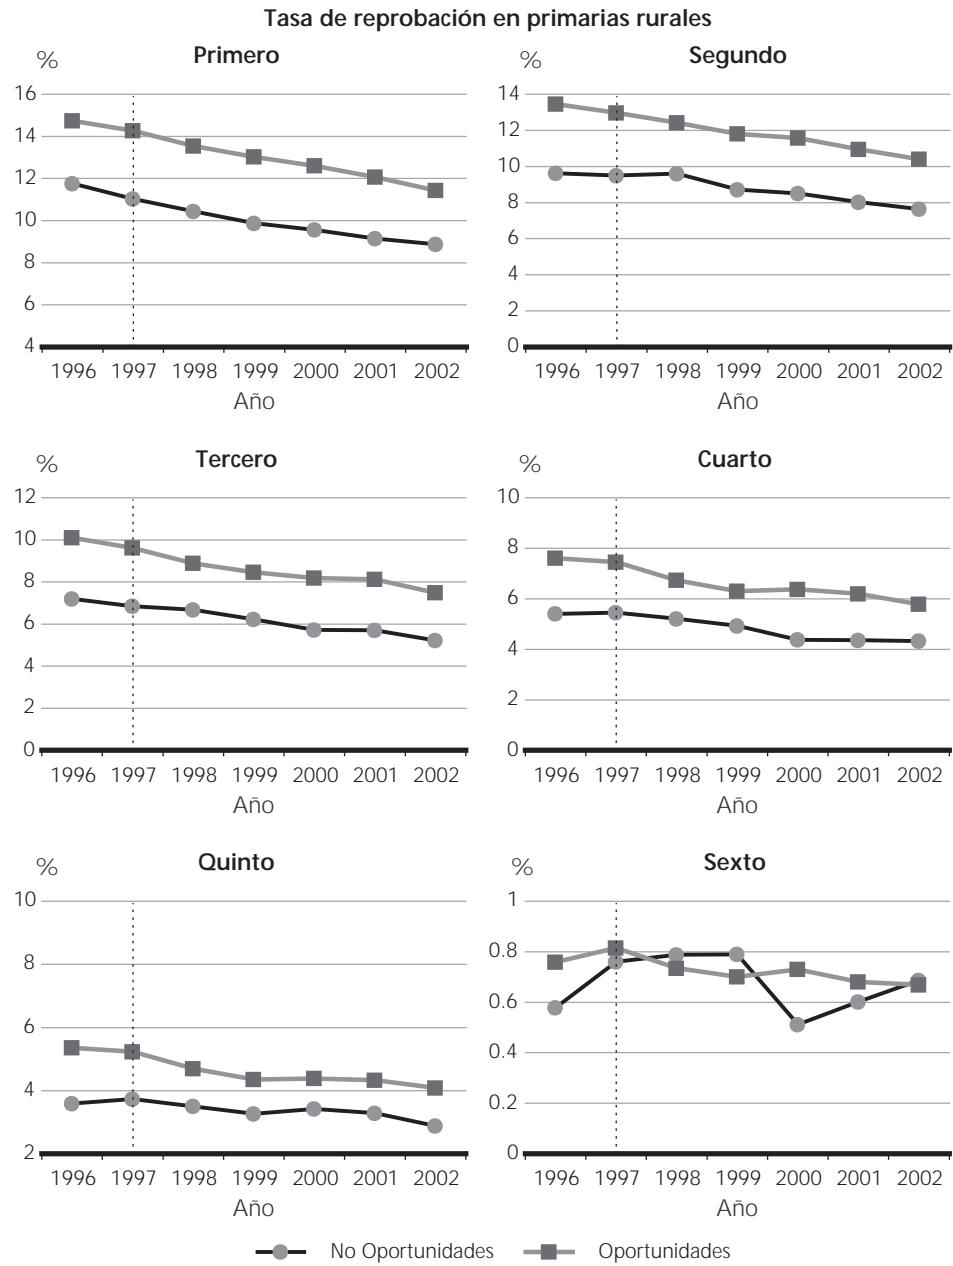 Tasa de reprobación en primarias rurales
%
Primero
16
14
12
10
8
6
4
1996 1997 1998 1999 2000 2001 2002
Año
%
Segundo
14
12
10
8
6
4
2
0
1996 1997 1998 1999 2000 2001 2002
Año
%
Tercero
12
10
8
6
4
2
0
1996 1997 1998 1999 2000 2001 2002
Año
%
Cuarto
10
8
6
4
2
0
1996 1997 1998 1999 2000 2001 2002
Año
%
Quinto
10
8
6
4
2
1996 1997 1998 1999 2000 2001 2002
Año
%
Sexto
1
0.8
0.6
0.4
0.2
0
1996 1997 1998 1999 2000 2001 2002
Año
No Oportunidades
Oportunidades